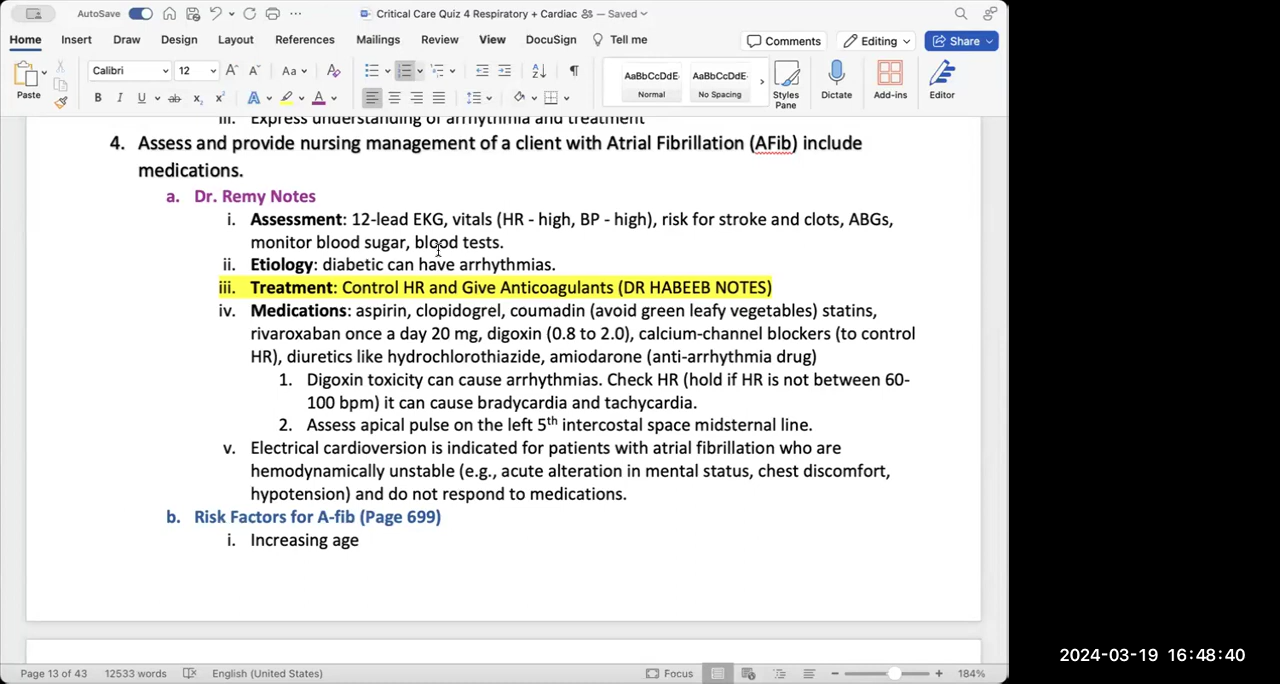 AutoSave
Critical Care Quiz 4 Respiratory + Cardiac — Saved
Home Insert Draw Design Layout References Mailings Review View DocuSign Tell me Comments Editing Share
Paste
Calibri 12
Aa
B I U ab x₂ x² A A
AaBbCcDdE AaBbCcDdE
Normal No Spacing
Styles Pane
Dictate
Add-ins
Editor
iii. Express understanding of arrhythmia and treatment
4. Assess and provide nursing management of a client with Atrial Fibrillation (AFib) include
medications.
a. Dr. Remy Notes
i. Assessment: 12-lead EKG, vitals (HR - high, BP - high), risk for stroke and clots, ABGs,
monitor blood sugar, blood tests.
ii. Etiology: diabetic can have arrhythmias.
iii. Treatment: Control HR and Give Anticoagulants (DR HABEEB NOTES)
iv. Medications: aspirin, clopidogrel, coumadin (avoid green leafy vegetables) statins,
rivaroxaban once a day 20 mg, digoxin (0.8 to 2.0), calcium-channel blockers (to control
HR), diuretics like hydrochlorothiazide, amiodarone (anti-arrhythmia drug)
1. Digoxin toxicity can cause arrhythmias. Check HR (hold if HR is not between 60-
100 bpm) it can cause bradycardia and tachycardia.
2. Assess apical pulse on the left 5th intercostal space midsternal line.
v. Electrical cardioversion is indicated for patients with atrial fibrillation who are
hemodynamically unstable (e.g., acute alteration in mental status, chest discomfort,
hypotension) and do not respond to medications.
b. Risk Factors for A-fib (Page 699)
i. Increasing age
Page 13 of 43 12533 words English (United States) Focus 184%
2024-03-19 16:48:40